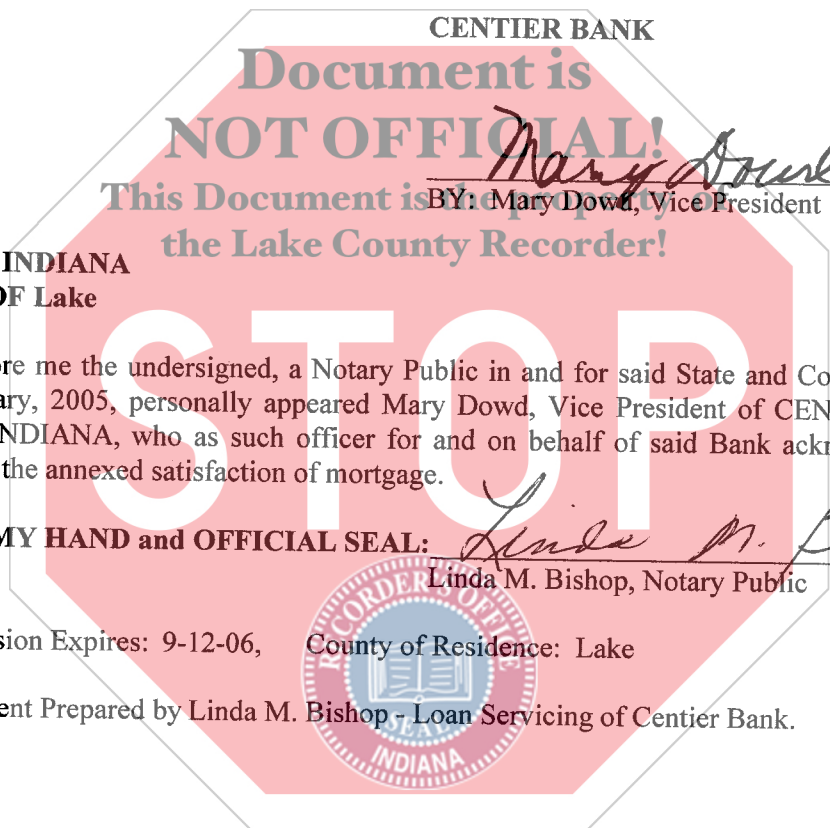 CENTIER BANK
Document is
NOT OFFICIAL!
Mary
This Document is the property of
BY: Mary Dowd, Vice President
the Lake County Recorder!
INDIANA
OF Lake
STOP
re me the undersigned, a Notary Public in and for said State and Co
ary, 2005, personally appeared Mary Dowd, Vice President of CEN
NDIANA, who as such officer for and on behalf of said Bank ackn
the annexed satisfaction of mortgage.
MY HAND and OFFICIAL SEAL: Linda M. B
Linda M. Bishop, Notary Public
RECORDER'S OFFICE
sion Expires: 9-12-06, County of Residence: Lake
ent Prepared by Linda M. Bishop - Loan Servicing of Centier Bank.
SEAL
INDIANA